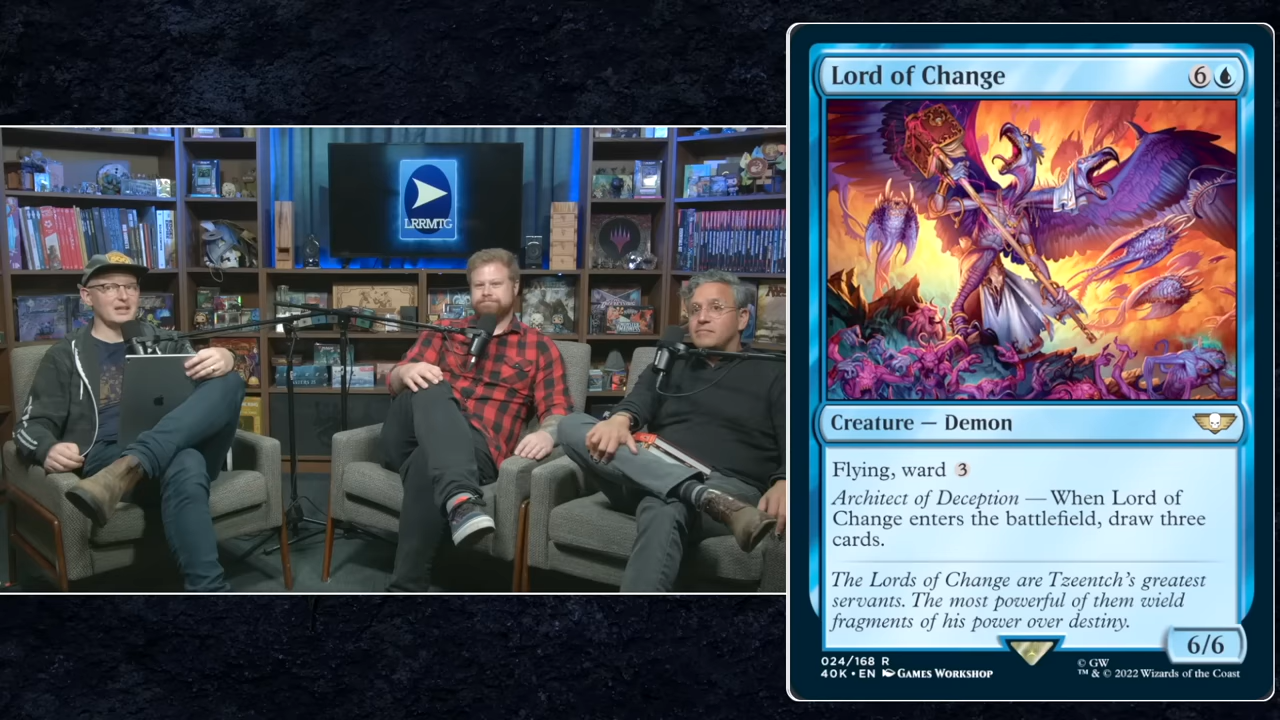 LRRMTG
Lord of Change 6
Creature — Demon
Flying, ward 3
Architect of Deception — When Lord of
Change enters the battlefield, draw three
cards.
The Lords of Change are Tzeentch's greatest
servants. The most powerful of them wield
fragments of his power over destiny.
6/6
024/168 R
40K • EN GAMES WORKSHOP
© GW
™ & © 2022 Wizards of the Coast